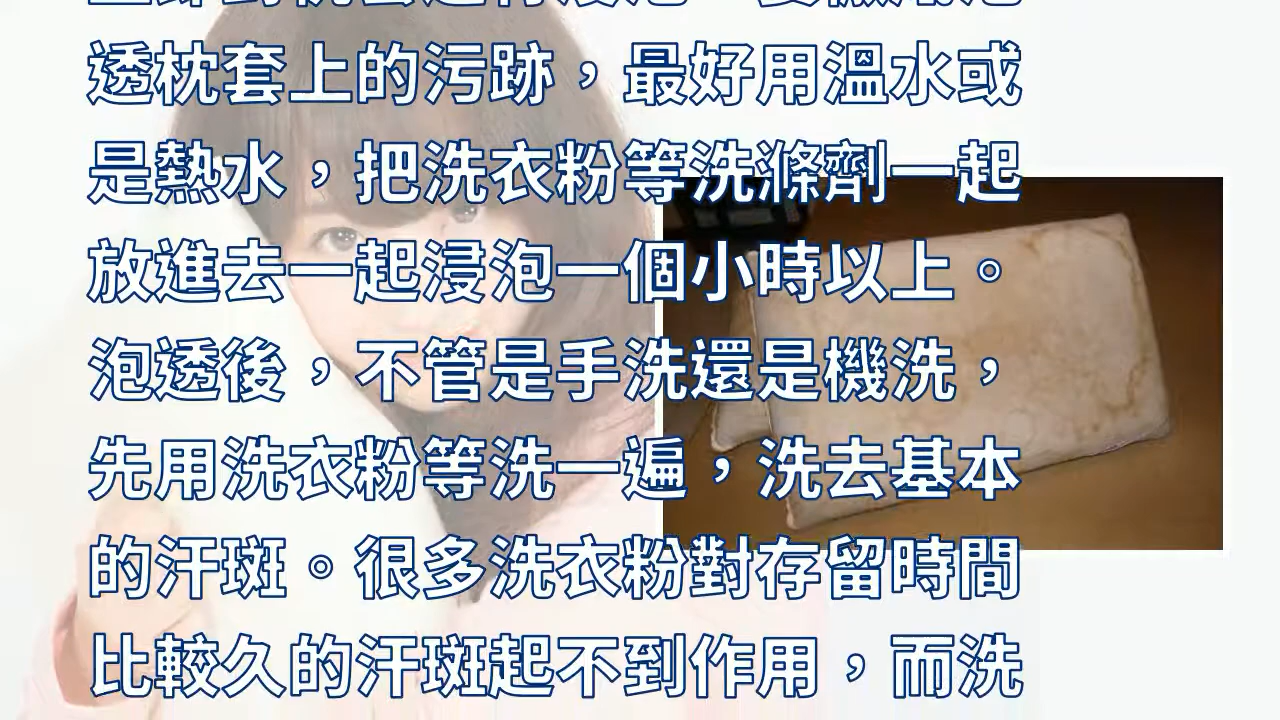 透枕套上的污跡，最好用溫水或
是熱水，把洗衣粉等洗滌劑一起
放進去一起浸泡一個小時以上。
泡透後，不管是手洗還是機洗，
先用洗衣粉等洗一遍，洗去基本
的汗斑。很多洗衣粉對存留時間
比較久的汗斑起不到作用，而洗